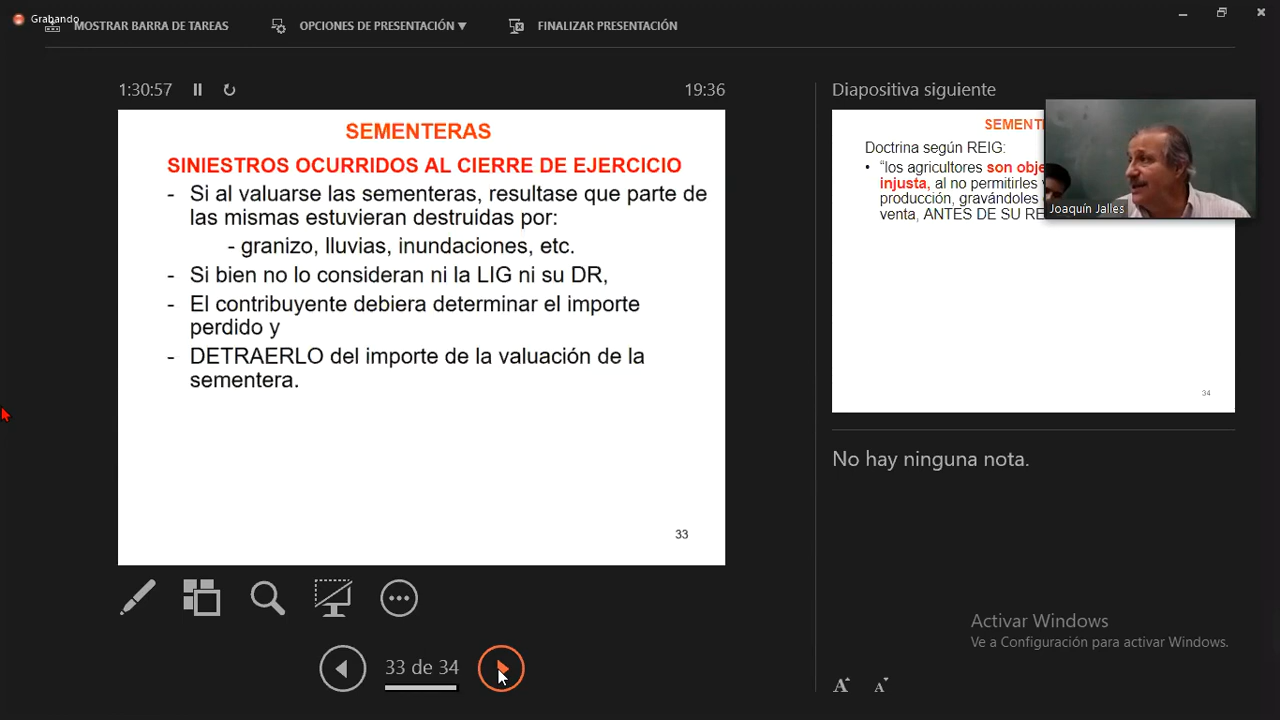 Grabando
MOSTRAR BARRA DE TAREAS
OPCIONES DE PRESENTACIÓN ▼
FINALIZAR PRESENTACIÓN
1:30:57
19:36
SEMENTERAS
SINIESTROS OCURRIDOS AL CIERRE DE EJERCICIO
- Si al valuarse las sementeras, resultase que parte de
las mismas estuvieran destruidas por:
- granizo, lluvias, inundaciones, etc.
- Si bien no lo consideran ni la LIG ni su DR,
- El contribuyente debiera determinar el importe
perdido y
- DETRAERLO del importe de la valuación de la
sementera.
33
33 de 34
Diapositiva siguiente
SEMENT
Doctrina según REIG:
• “los agricultores son obje
injusta, al no permitirles
producción, gravándoles
venta, ANTES DE SU RE
Joaquín Jalles
34
No hay ninguna nota.
Activar Windows
Ve a Configuración para activar Windows.
A A